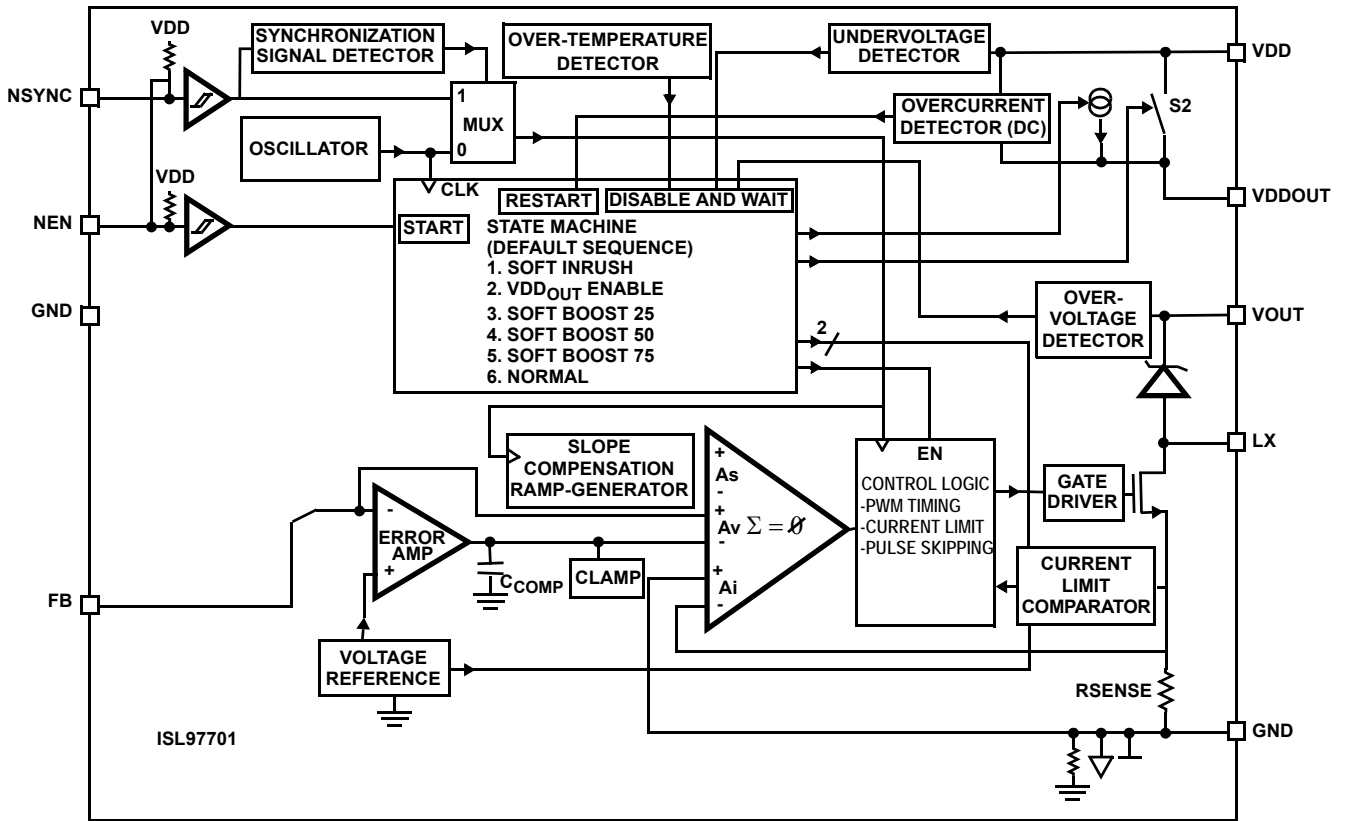 VDD
SYNCHRONIZATION
SIGNAL DETECTOR
OVER-TEMPERATURE
DETECTOR
UNDERVOLTAGE
DETECTOR
VDD
NSYNC
1
MUX
0
OVERCURRENT
DETECTOR (DC)
S2
OSCILLATOR
VDD
CLK
RESTART
DISABLE AND WAIT
VDDOUT
NEN
START
STATE MACHINE
(DEFAULT SEQUENCE)
1. SOFT INRUSH
2. VDDOUT ENABLE
3. SOFT BOOST 25
4. SOFT BOOST 50
5. SOFT BOOST 75
6. NORMAL
GND
2
OVER-
VOLTAGE
DETECTOR
VOUT
SLOPE
COMPENSATION
RAMP-GENERATOR
+
As
-
+
Av Σ = 0
-
+
Ai
-
EN
CONTROL LOGIC
-PWM TIMING
-CURRENT LIMIT
-PULSE SKIPPING
GATE
DRIVER
LX
-
ERROR
AMP
+
CCOMP
CLAMP
CURRENT
LIMIT
COMPARATOR
FB
VOLTAGE
REFERENCE
RSENSE
GND
ISL97701